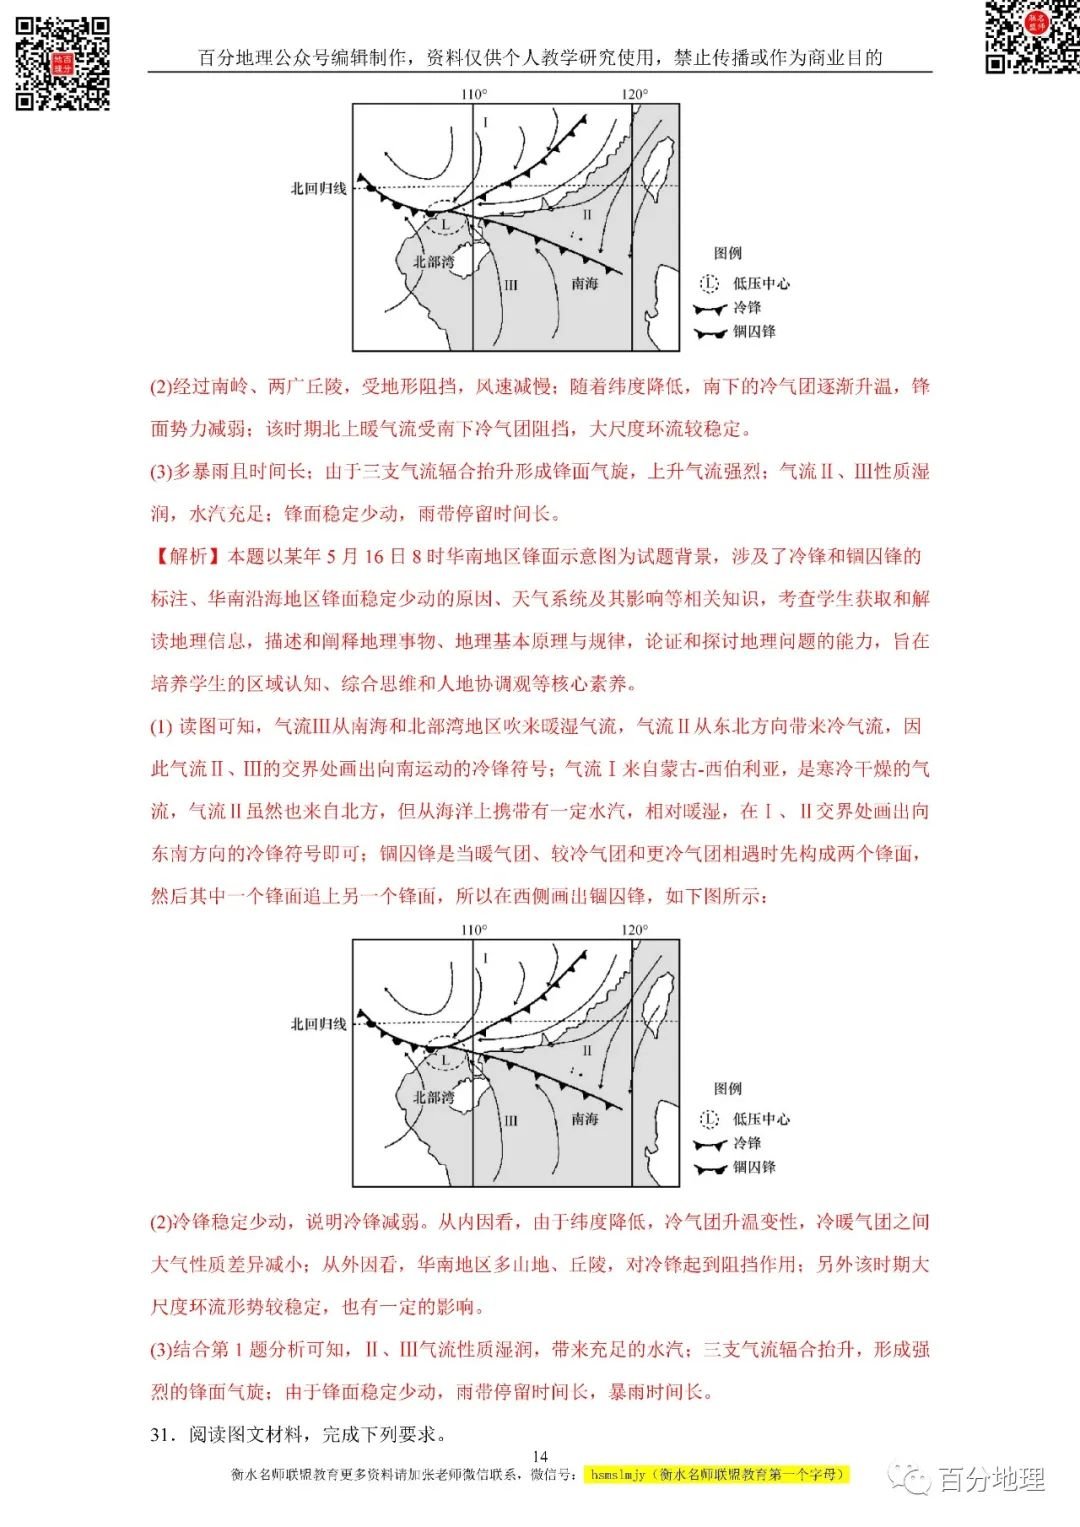 百分地理公众号编辑制作，资料仅供个人教学研究使用，禁止传播或作为商业目的
地百
理分
联名
盟师
110° 120°
I
北回归线
II
L
北部湾
III
南海
图例
L 低压中心
冷锋
锢囚锋
(2)经过南岭、两广丘陵，受地形阻挡，风速减慢；随着纬度降低，南下的冷气团逐渐升温，锋
面势力减弱；该时期北上暖气流受南下冷气团阻挡，大尺度环流较稳定。
(3)多暴雨且时间长；由于三支气流辐合抬升形成锋面气旋，上升气流强烈；气流Ⅱ、Ⅲ性质湿
润，水汽充足；锋面稳定少动，雨带停留时间长。
【解析】本题以某年 5 月 16 日 8 时华南地区锋面示意图为试题背景，涉及了冷锋和锢囚锋的
标注、华南沿海地区锋面稳定少动的原因、天气系统及其影响等相关知识，考查学生获取和解
读地理信息，描述和阐释地理事物、地理基本原理与规律，论证和探讨地理问题的能力，旨在
培养学生的区域认知、综合思维和人地协调观等核心素养。
(1) 读图可知，气流Ⅲ从南海和北部湾地区吹来暖湿气流，气流Ⅱ从东北方向带来冷气流，因
此气流Ⅱ、Ⅲ的交界处画出向南运动的冷锋符号；气流Ⅰ来自蒙古-西伯利亚，是寒冷干燥的气
流，气流Ⅱ虽然也来自北方，但从海洋上携带有一定水汽，相对暖湿，在Ⅰ、Ⅱ交界处画出向
东南方向的冷锋符号即可；锢囚锋是当暖气团、较冷气团和更冷气团相遇时先构成两个锋面，
然后其中一个锋面追上另一个锋面，所以在西侧画出锢囚锋，如下图所示：
110° 120°
I
北回归线
II
L
北部湾
III
南海
图例
L 低压中心
冷锋
锢囚锋
(2)冷锋稳定少动，说明冷锋减弱。从内因看，由于纬度降低，冷气团升温变性，冷暖气团之间
大气性质差异减小；从外因看，华南地区多山地、丘陵，对冷锋起到阻挡作用；另外该时期大
尺度环流形势较稳定，也有一定的影响。
(3)结合第 1 题分析可知，Ⅱ、Ⅲ气流性质湿润，带来充足的水汽；三支气流辐合抬升，形成强
烈的锋面气旋；由于锋面稳定少动，雨带停留时间长，暴雨时间长。
31．阅读图文材料，完成下列要求。
14
衡水名师联盟教育更多资料请加张老师微信联系，微信号： hsmslmjy（衡水名师联盟教育第一个字母）
百分地理